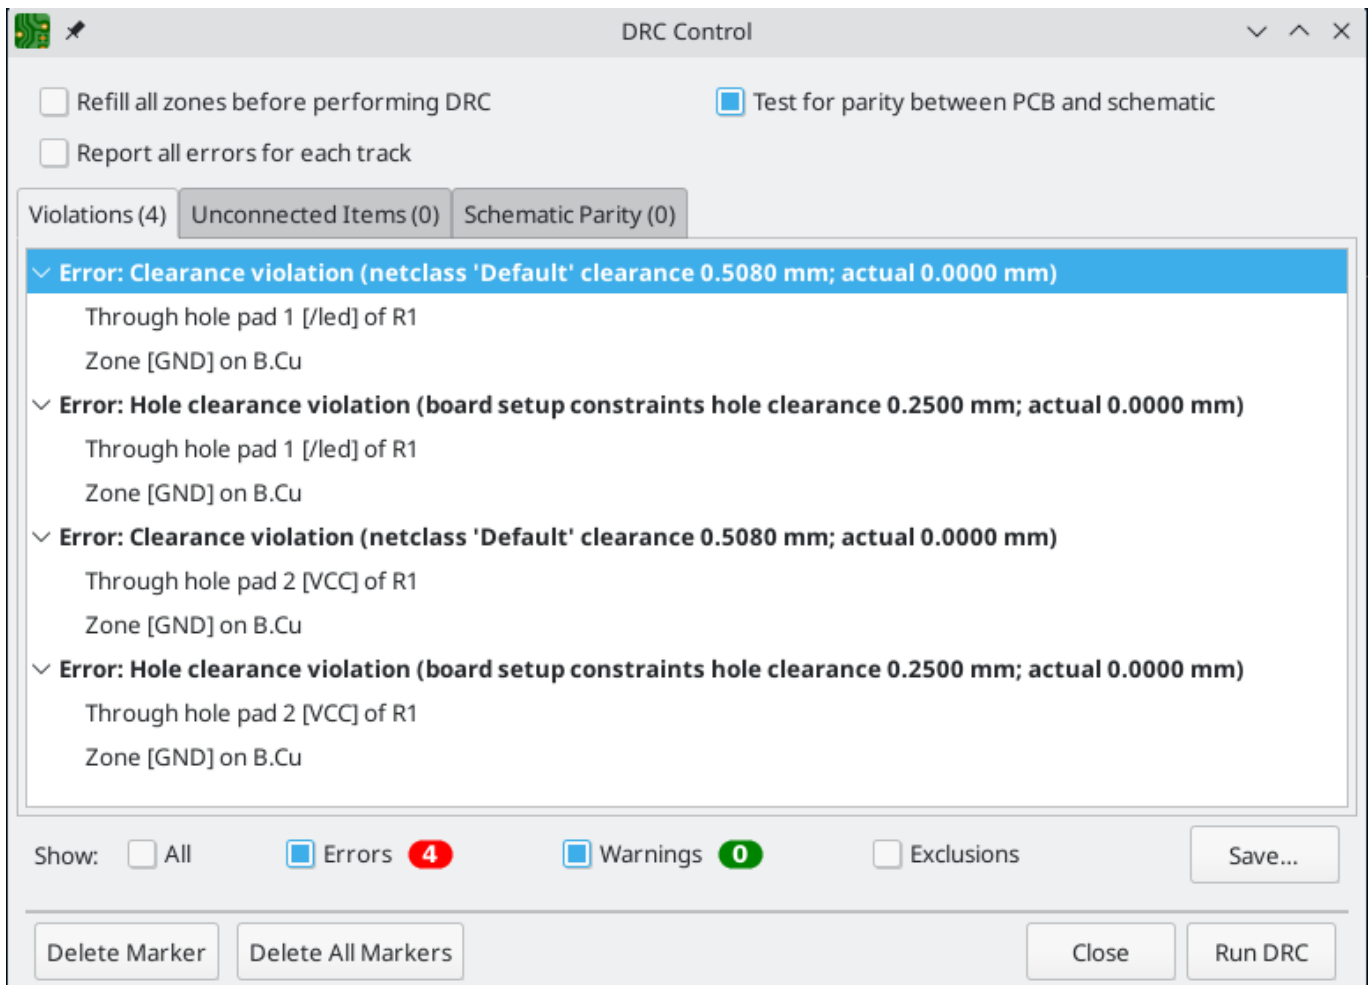 DRC Control
Refill all zones before performing DRC
Test for parity between PCB and schematic
Report all errors for each track
Violations (4)
Unconnected Items (0)
Schematic Parity (0)
Error: Clearance violation (netclass 'Default' clearance 0.5080 mm; actual 0.0000 mm)
Through hole pad 1 [/led] of R1
Zone [GND] on B.Cu
Error: Hole clearance violation (board setup constraints hole clearance 0.2500 mm; actual 0.0000 mm)
Through hole pad 1 [/led] of R1
Zone [GND] on B.Cu
Error: Clearance violation (netclass 'Default' clearance 0.5080 mm; actual 0.0000 mm)
Through hole pad 2 [VCC] of R1
Zone [GND] on B.Cu
Error: Hole clearance violation (board setup constraints hole clearance 0.2500 mm; actual 0.0000 mm)
Through hole pad 2 [VCC] of R1
Zone [GND] on B.Cu
Show: All Errors 4 Warnings 0 Exclusions Save...
Delete Marker Delete All Markers Close Run DRC